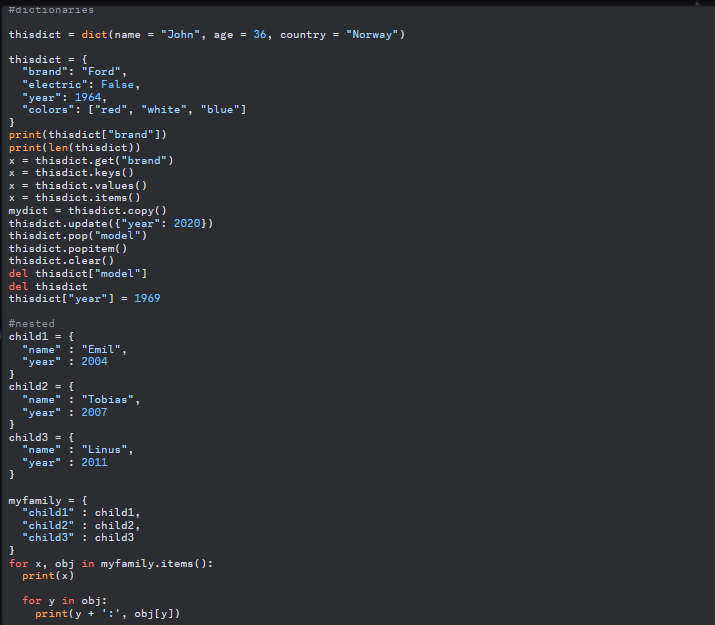 #dictionaries
thisdict = dict(name = "John", age = 36, country = "Norway")
thisdict = {
  "brand": "Ford",
  "electric": False,
  "year": 1964,
  "colors": ["red", "white", "blue"]
}
print(thisdict["brand"])
print(len(thisdict))
x = thisdict.get("brand")
x = thisdict.keys()
x = thisdict.values()
x = thisdict.items()
mydict = thisdict.copy()
thisdict.update({"year": 2020})
thisdict.pop("model")
thisdict.popitem()
thisdict.clear()
del thisdict["model"]
del thisdict
thisdict["year"] = 1969
#nested
child1 = {
  "name" : "Emil",
  "year" : 2004
}
child2 = {
  "name" : "Tobias",
  "year" : 2007
}
child3 = {
  "name" : "Linus",
  "year" : 2011
}
myfamily = {
  "child1" : child1,
  "child2" : child2,
  "child3" : child3
}
for x, obj in myfamily.items():
  print(x)
  for y in obj:
    print(y + ':', obj[y])